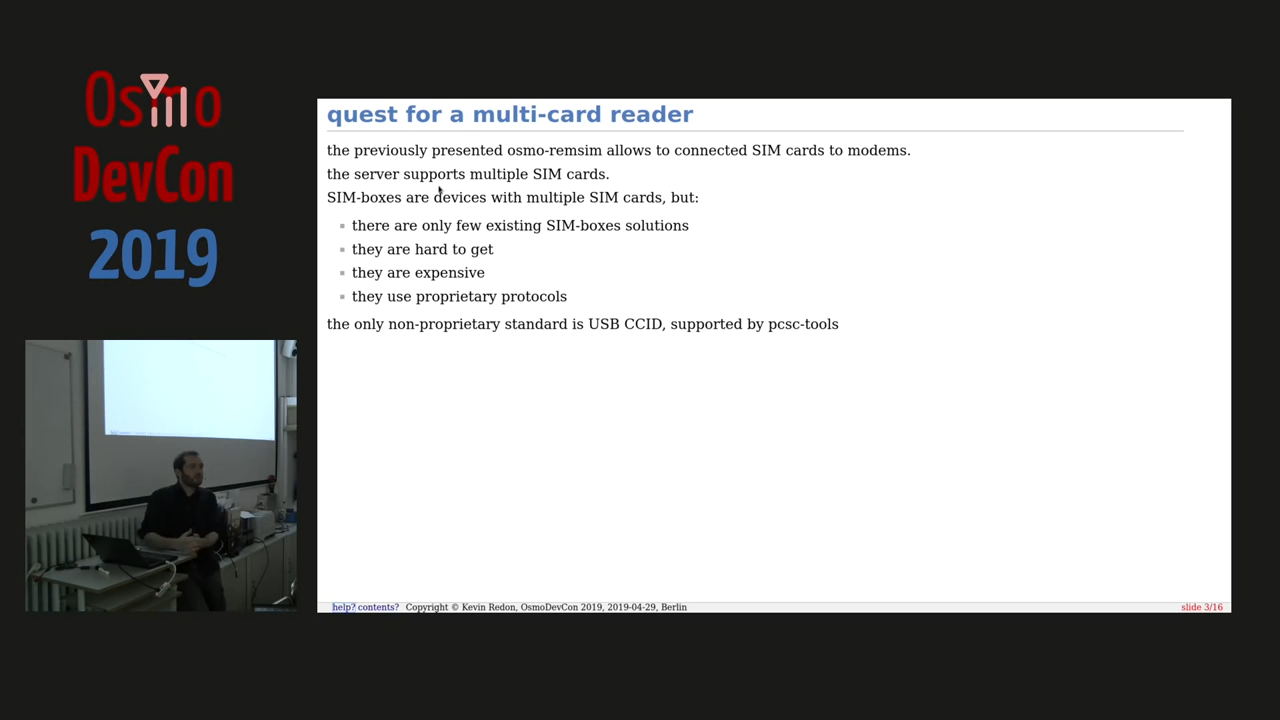 Osmo
DevCon
2019
quest for a multi-card reader
the previously presented osmo-remsim allows to connected SIM cards to modems.
the server supports multiple SIM cards.
SIM-boxes are devices with multiple SIM cards, but:
there are only few existing SIM-boxes solutions
they are hard to get
they are expensive
they use proprietary protocols
the only non-proprietary standard is USB CCID, supported by pcsc-tools
help? contents? Copyright © Kevin Redon, OsmoDevCon 2019, 2019-04-29, Berlin
slide 3/16